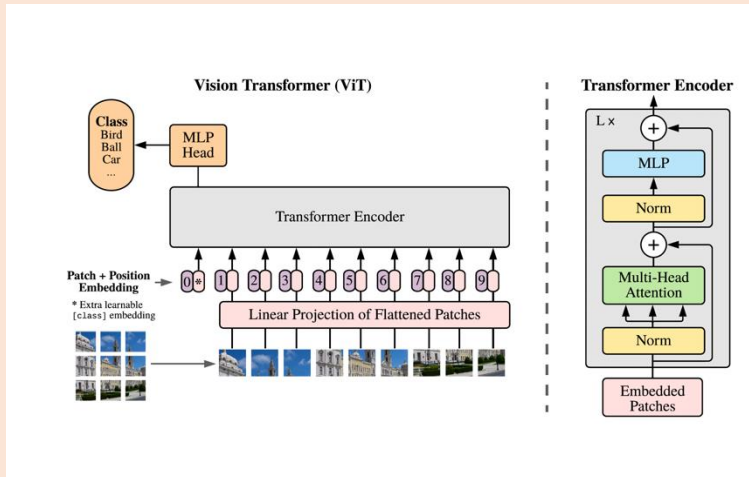 Vision Transformer (ViT)
Class
Bird
Ball
Car
...
MLP
Head
Transformer Encoder
Patch + Position
Embedding
* Extra learnable
[class] embedding
0 * 1 2 3 4 5 6 7 8 9
Linear Projection of Flattened Patches
Transformer Encoder
L ×
+
MLP
Norm
+
Multi-Head
Attention
Norm
Embedded
Patches